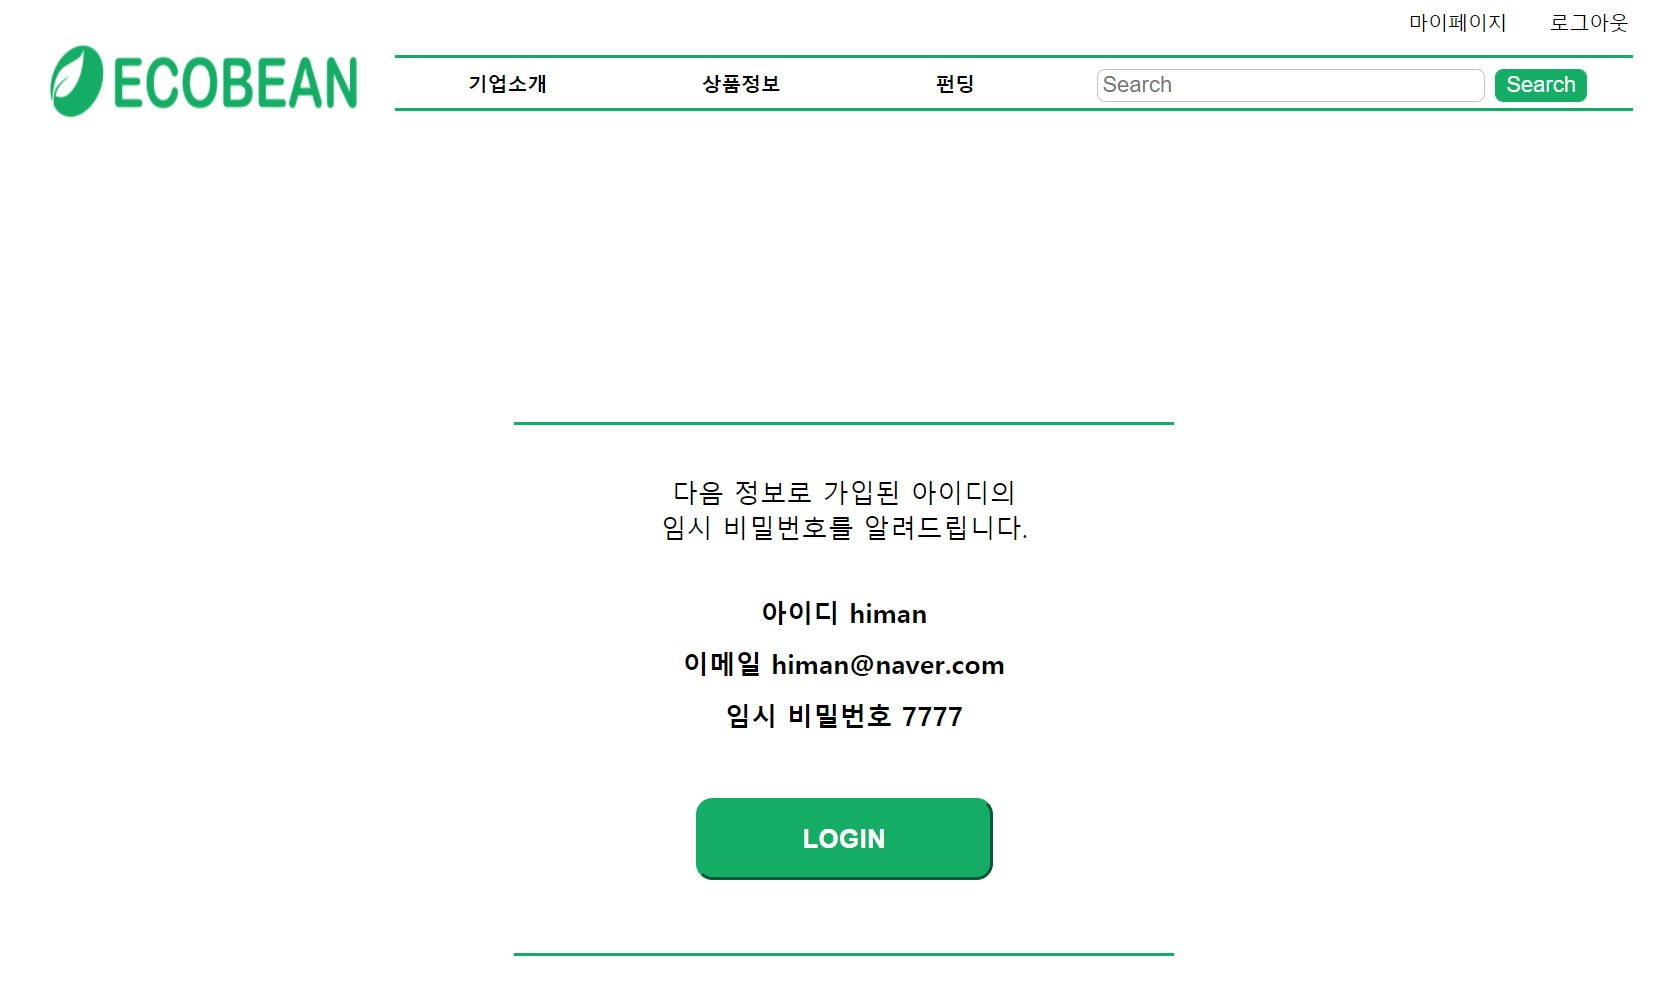 마이페이지 로그아웃
ECOBEAN
기업소개 상품정보 펀딩 Search Search
다음 정보로 가입된 아이디의
임시 비밀번호를 알려드립니다.
아이디 himan
이메일 himan@naver.com
임시 비밀번호 7777
LOGIN